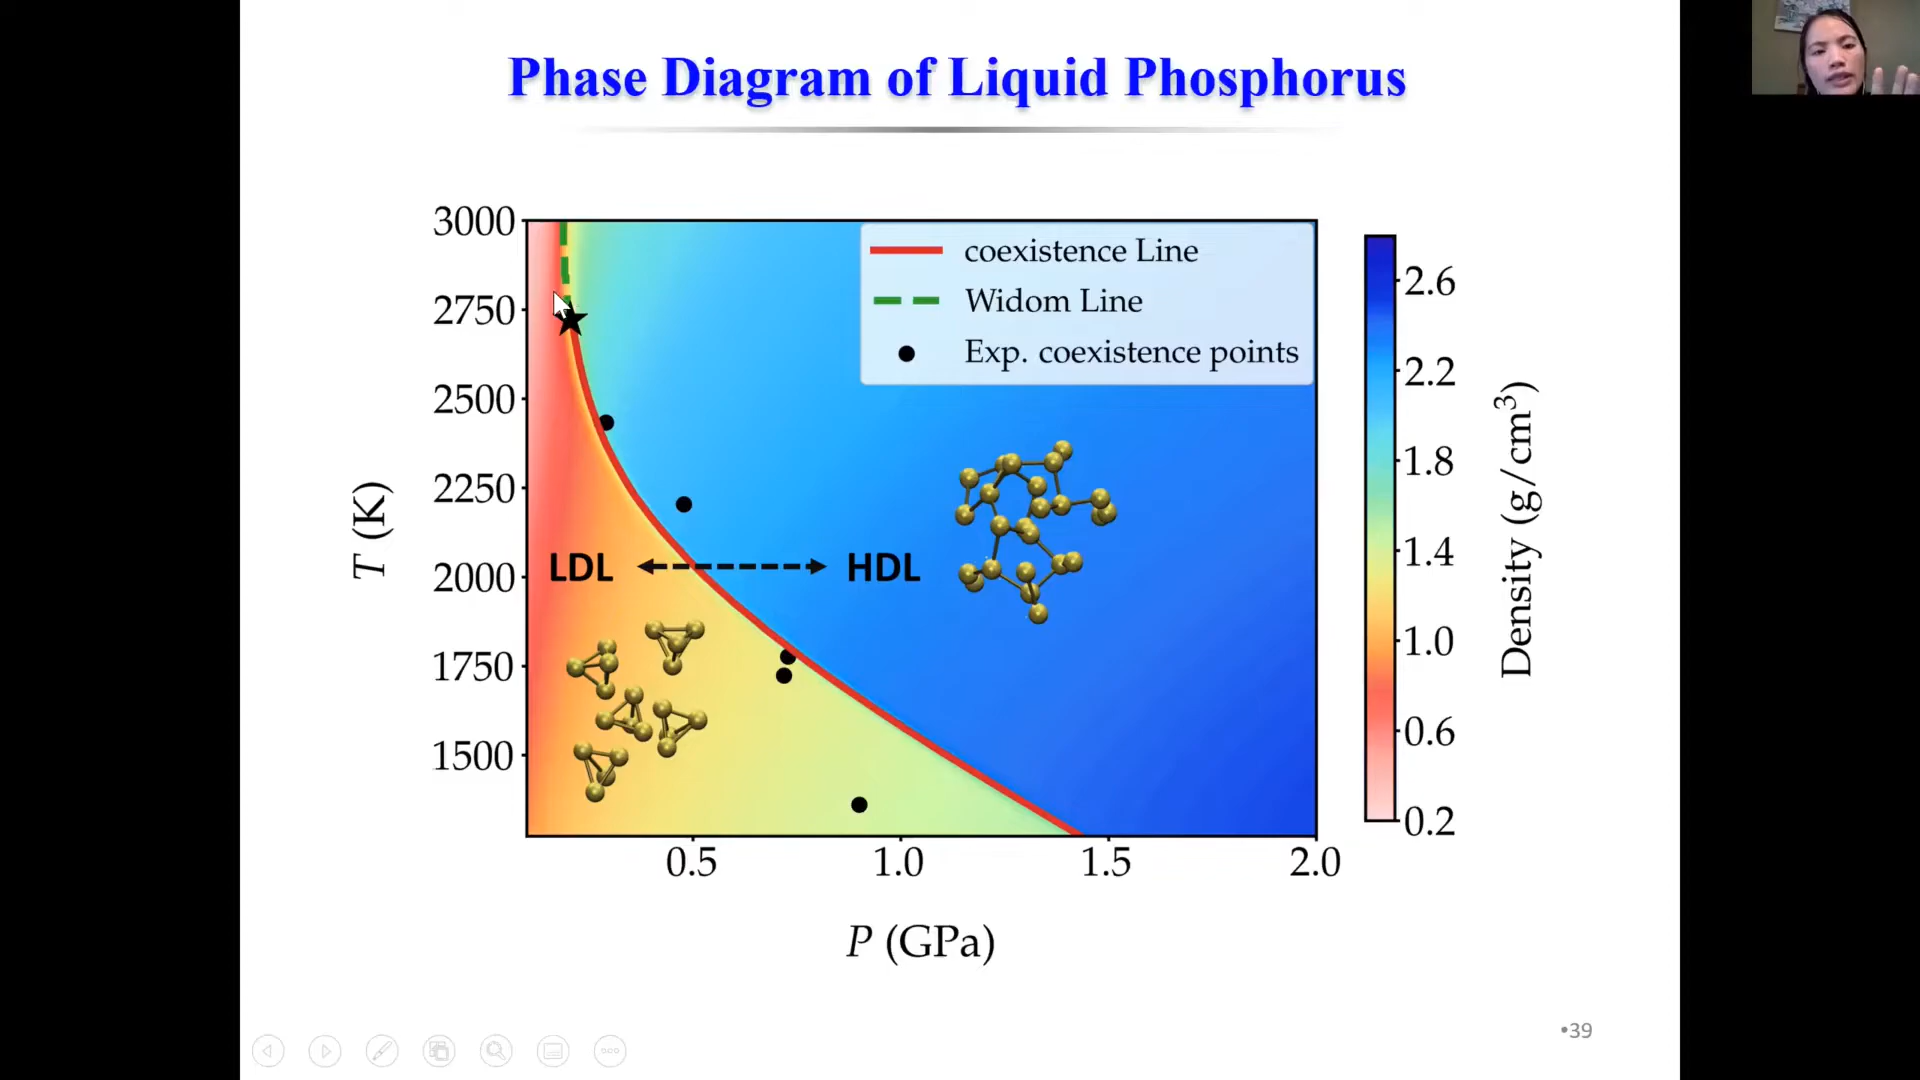 Phase Diagram of Liquid Phosphorus
3000
2750
2500
2250
2000
1750
1500
T (K)
coexistence Line
Widom Line
Exp. coexistence points
LDL
HDL
0.5
1.0
1.5
2.0
P (GPa)
2.6
2.2
1.8
1.4
1.0
0.6
0.2
Density (g/cm³)
•39